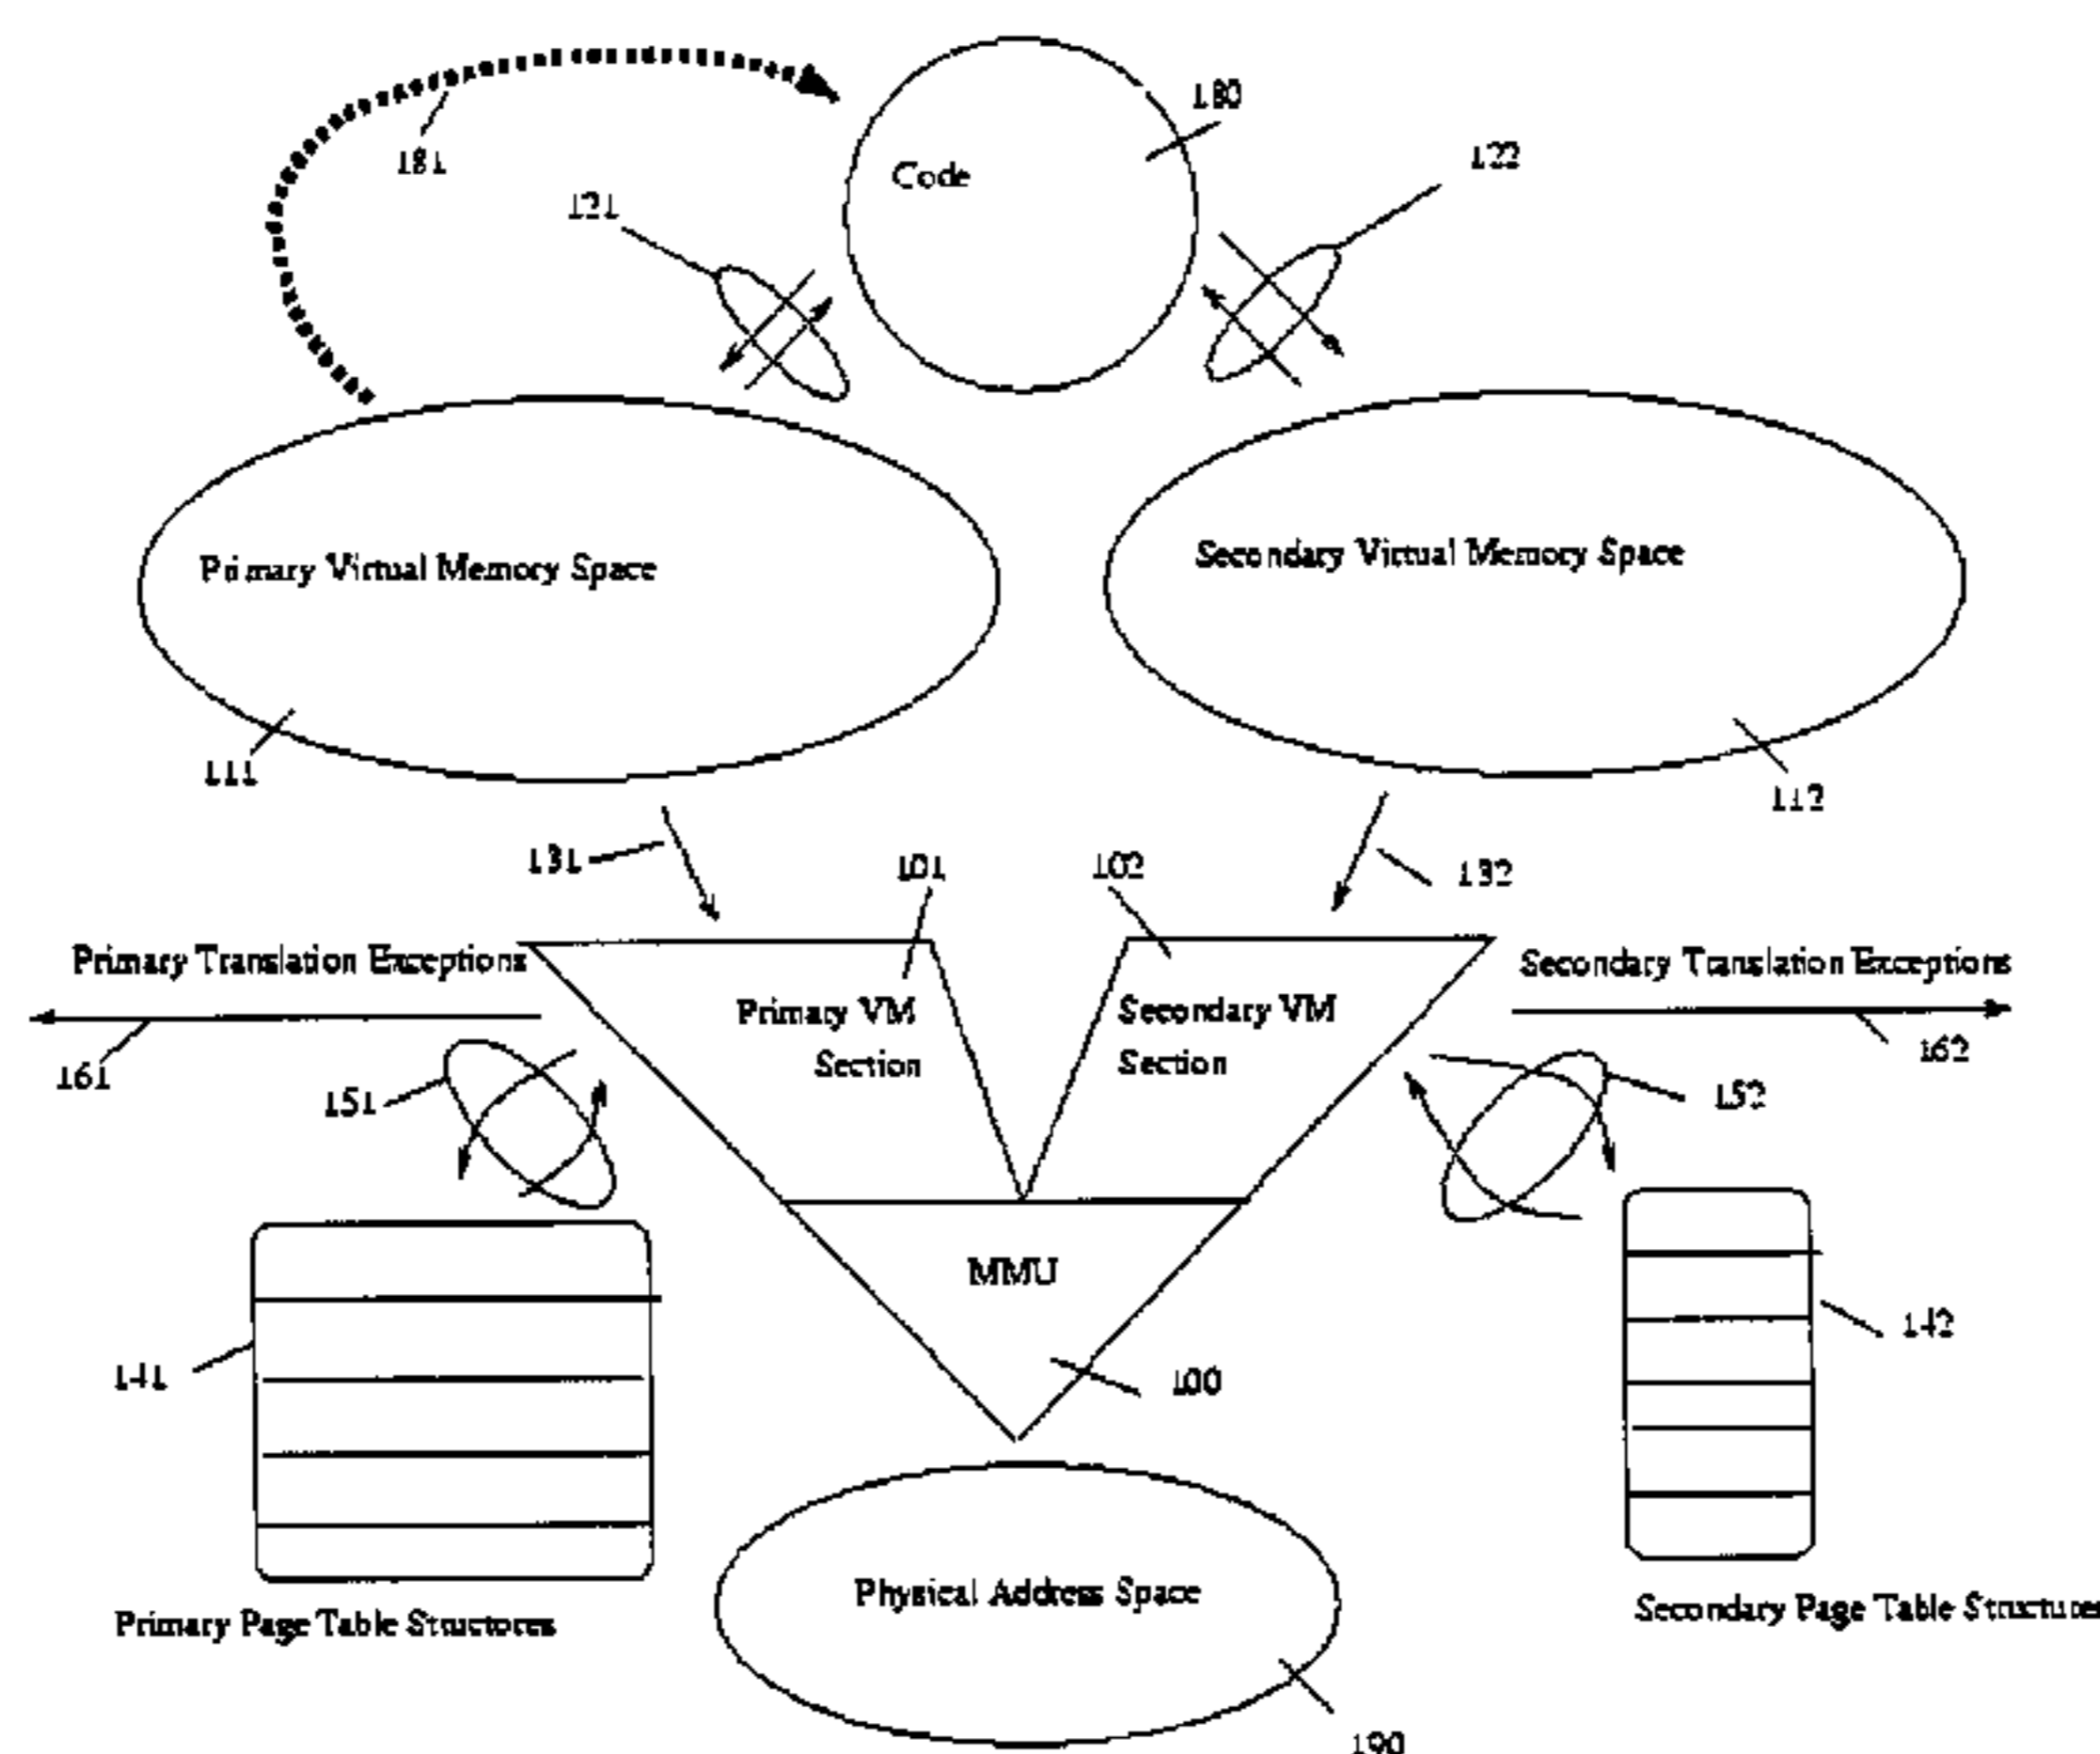 180
122
181
121
Code
Primary Virtual Memory Space
Secondary Virtual Memory Space
111
112
131
101
102
132
Primary Translation Exceptions
Secondary Translation Exceptions
Primary VM
Section
Secondary VM
Section
161
162
151
152
MMU
141
142
100
Physical Address Space
Primary Page Table Structures
Secondary Page Table Structures
190